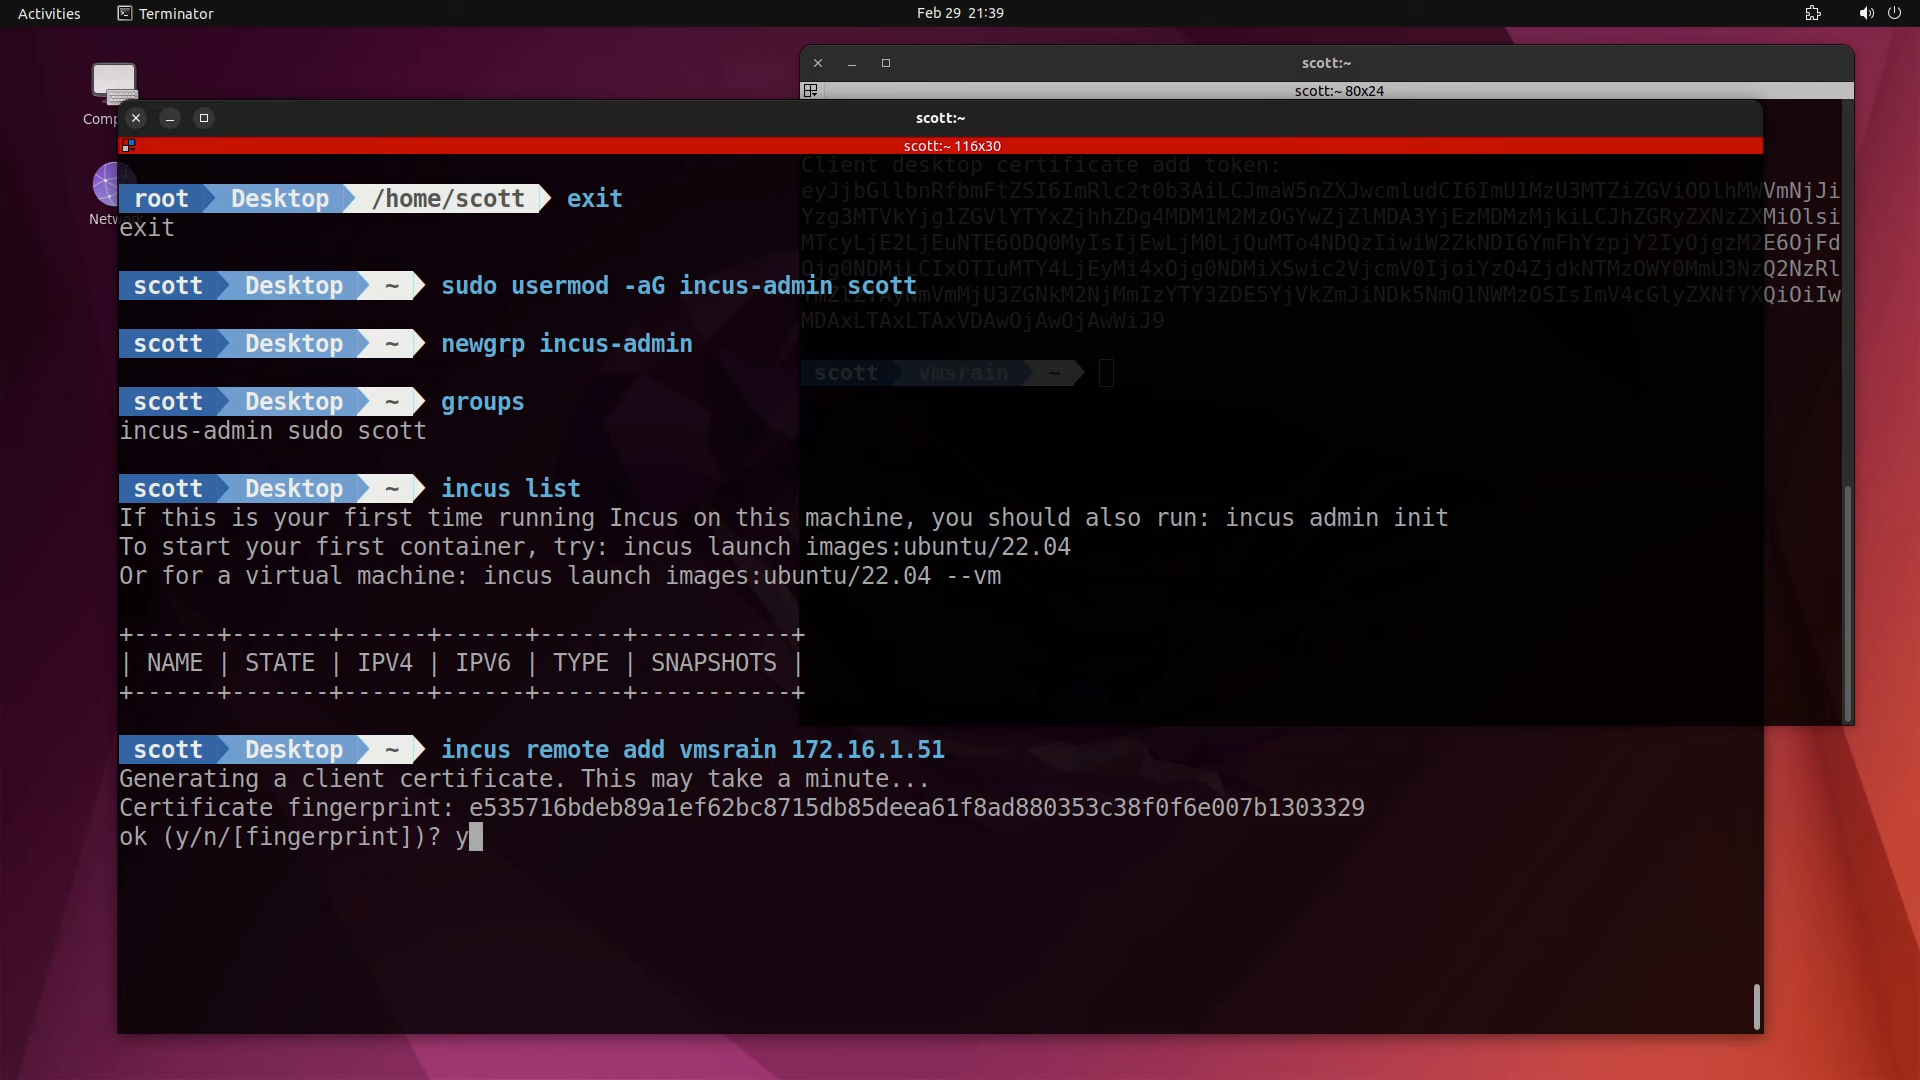 Activities
Terminator
Feb 29 21:39
scott:~
scott:~ 80x24
scott:~
scott:~ 116x30
root Desktop /home/scott exit
exit
scott Desktop ~ sudo usermod -aG incus-admin scott
scott Desktop ~ newgrp incus-admin
scott Desktop ~ groups
incus-admin sudo scott
scott Desktop ~ incus list
If this is your first time running Incus on this machine, you should also run: incus admin init
To start your first container, try: incus launch images:ubuntu/22.04
Or for a virtual machine: incus launch images:ubuntu/22.04 --vm
+------+-------+------+------+------+-----------+
| NAME | STATE | IPV4 | IPV6 | TYPE | SNAPSHOTS |
+------+-------+------+------+------+-----------+
scott Desktop ~ incus remote add vmsrain 172.16.1.51
Generating a client certificate. This may take a minute...
Certificate fingerprint: e535716bdeb89a1ef62bc8715db85deea61f8ad880353c38f0f6e007b1303329
ok (y/n/[fingerprint])? y
Client desktop certificate add token:
MDAxLTAxLTAxVDAwOjAwOjAwWiJ9
scott vmsrain ~